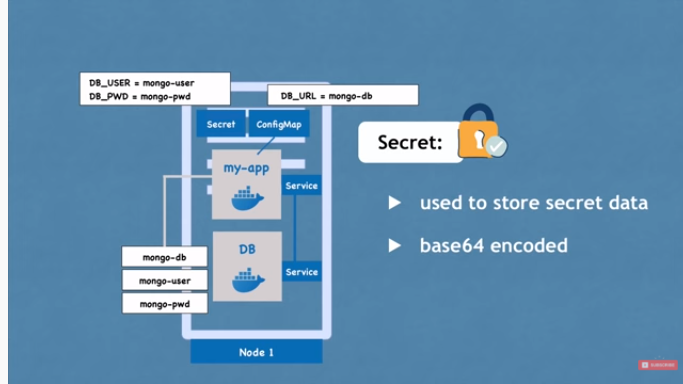 DB_USER = mongo-user
DB_PWD = mongo-pwd
DB_URL = mongo-db
Secret
ConfigMap
Secret:
my-app
Service
used to store secret data
DB
base64 encoded
mongo-db
Service
mongo-user
mongo-pwd
Node 1
SUBSCRIBE